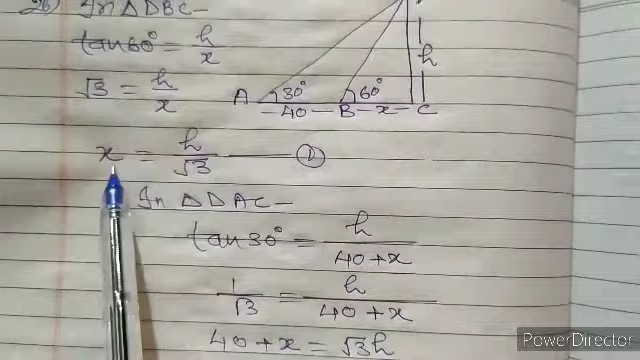 26) In △DBC-
tan60° = h/x
√3 = h/x
A 30° B 60° C
-40- -x-
h
x = h/√3 ——— ①
In △DAC-
tan30° = h/40+x
1/√3 = h/40+x
40+x = √3h
PowerDirector